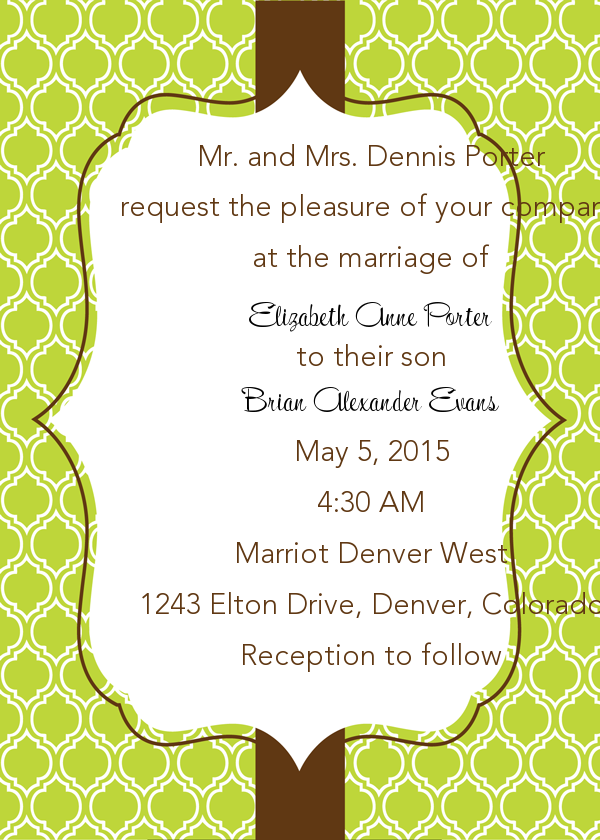 Mr. and Mrs. Dennis Porter
request the pleasure of your compan
at the marriage of
Elizabeth Anne Porter
to their son
Brian Alexander Evans
May 5, 2015
4:30 AM
Marriot Denver West
1243 Elton Drive, Denver, Colorado
Reception to follow